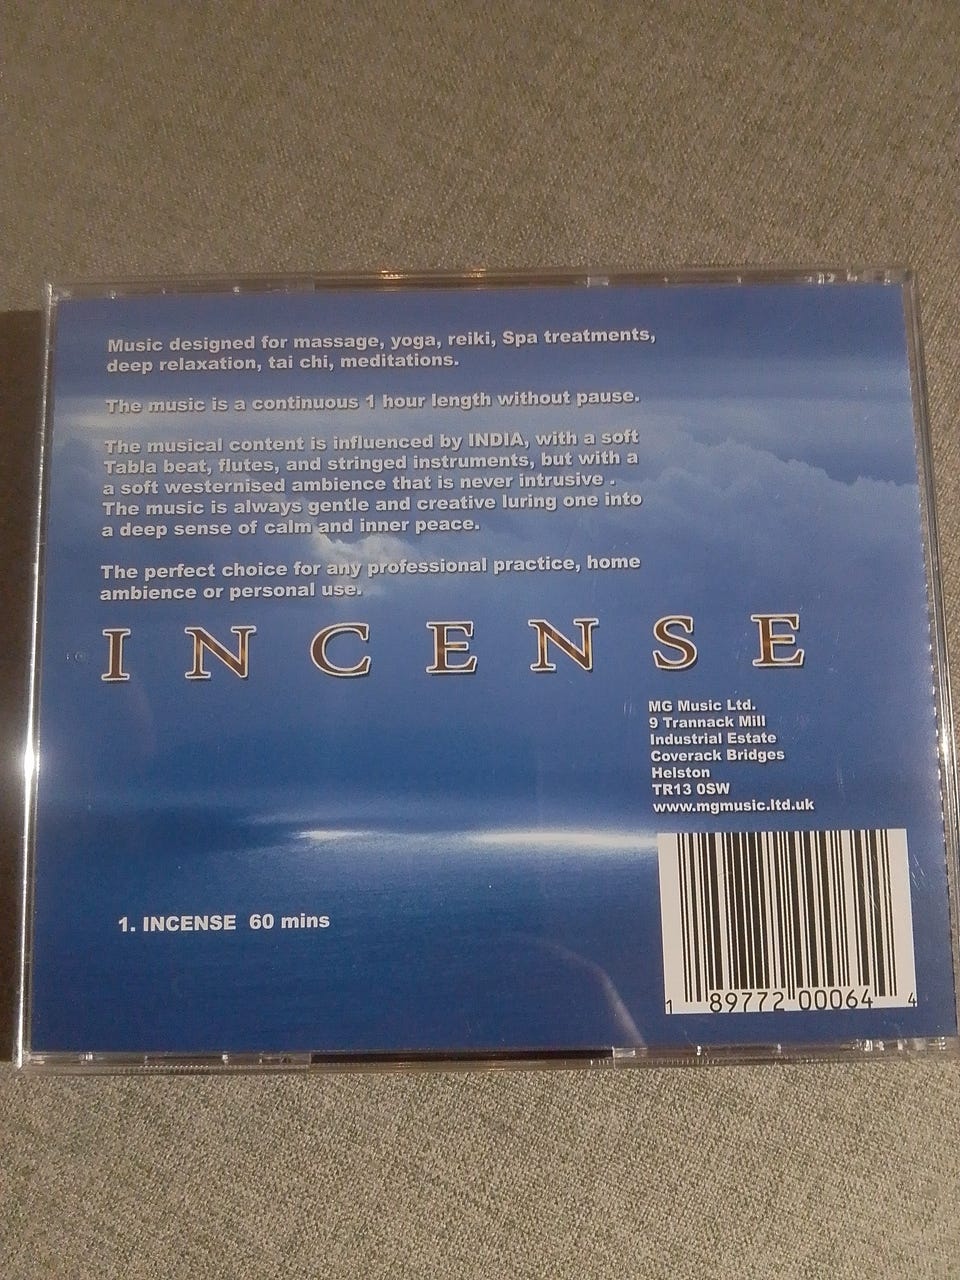 Music designed for massage, yoga, reiki, Spa treatments,
deep relaxation, tai chi, meditations.
The music is a continuous 1 hour length without pause.
The musical content is influenced by INDIA, with a soft
Tabla beat, flutes, and stringed instruments, but with a
a soft westernised ambience that is never intrusive .
The music is always gentle and creative luring one into
a deep sense of calm and inner peace.
The perfect choice for any professional practice, home
ambience or personal use.
INCENSE
MG Music Ltd.
9 Trannack Mill
Industrial Estate
Coverack Bridges
Helston
TR13 0SW
www.mgmusic.ltd.uk
1. INCENSE 60 mins
1 89772 00064 4